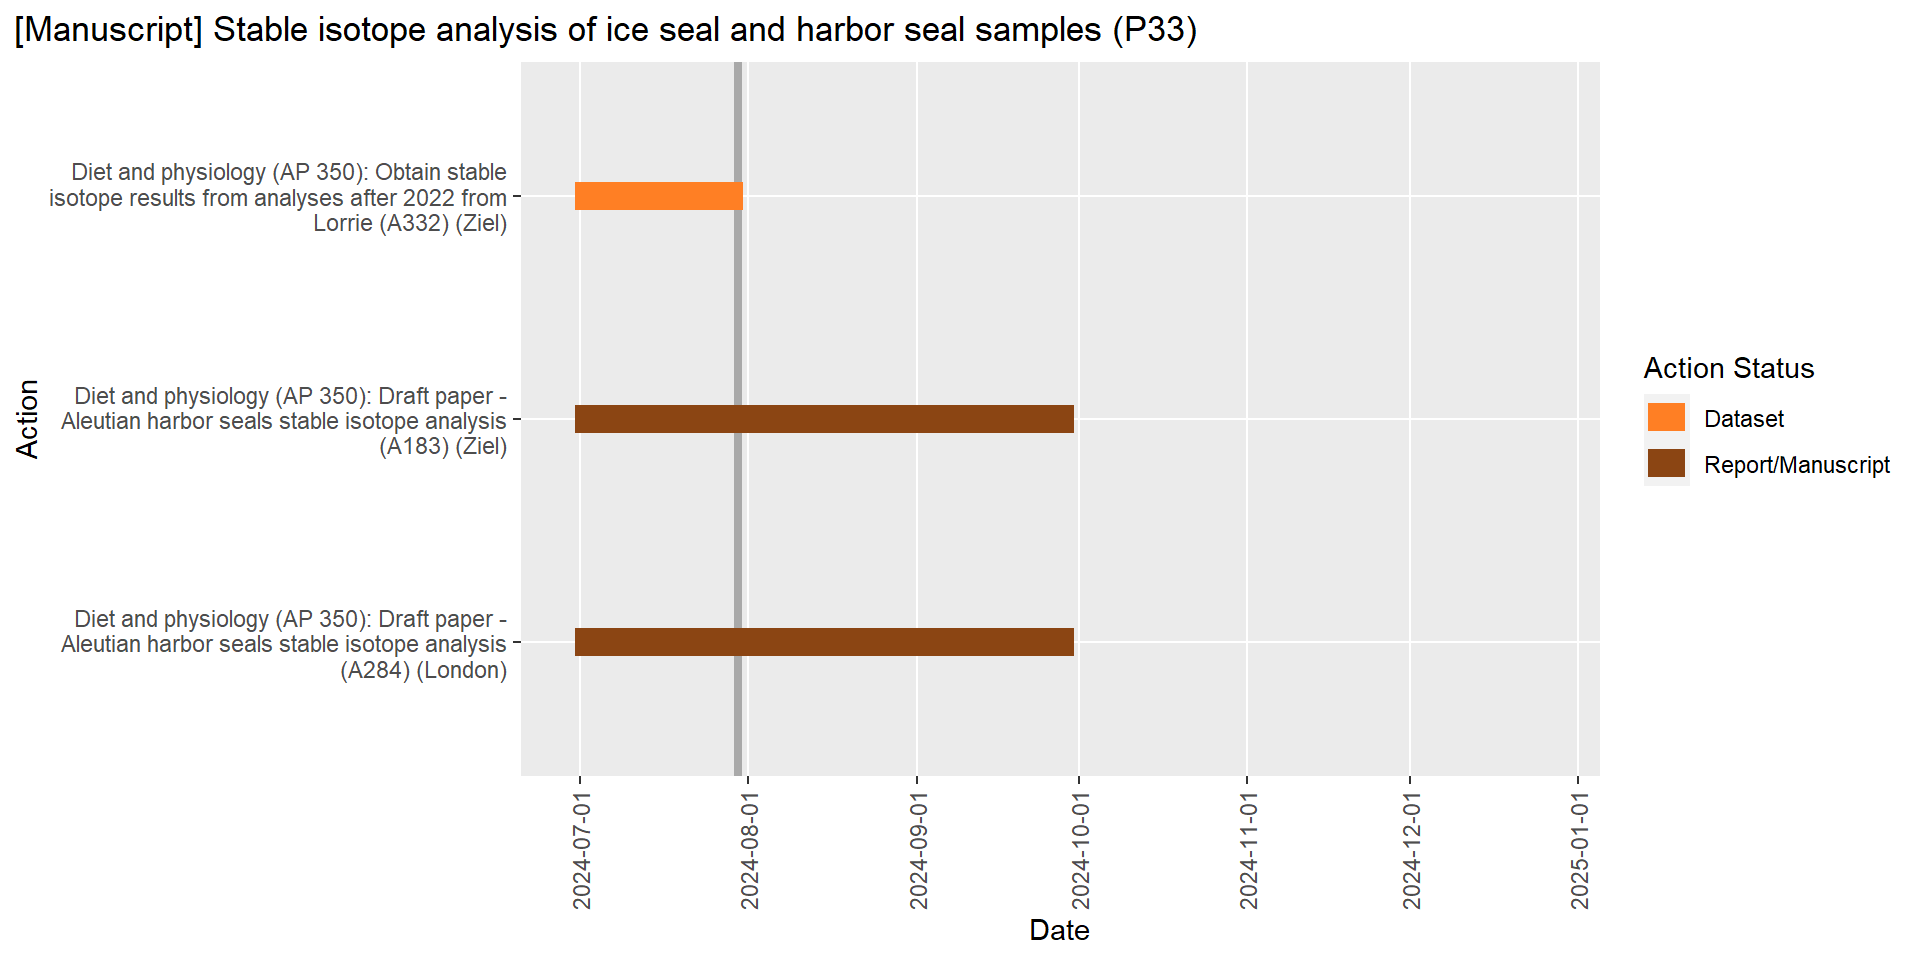 [Manuscript] Stable isotope analysis of ice seal and harbor seal samples (P33)
Action
Diet and physiology (AP 350): Obtain stable
isotope results from analyses after 2022 from
Lorrie (A332) (Ziel)
Diet and physiology (AP 350): Draft paper -
Aleutian harbor seals stable isotope analysis
(A183) (Ziel)
Diet and physiology (AP 350): Draft paper -
Aleutian harbor seals stable isotope analysis
(A284) (London)
2024-07-01
2024-08-01
2024-09-01
2024-10-01
2024-11-01
2024-12-01
2025-01-01
Date
Action Status
Dataset
Report/Manuscript